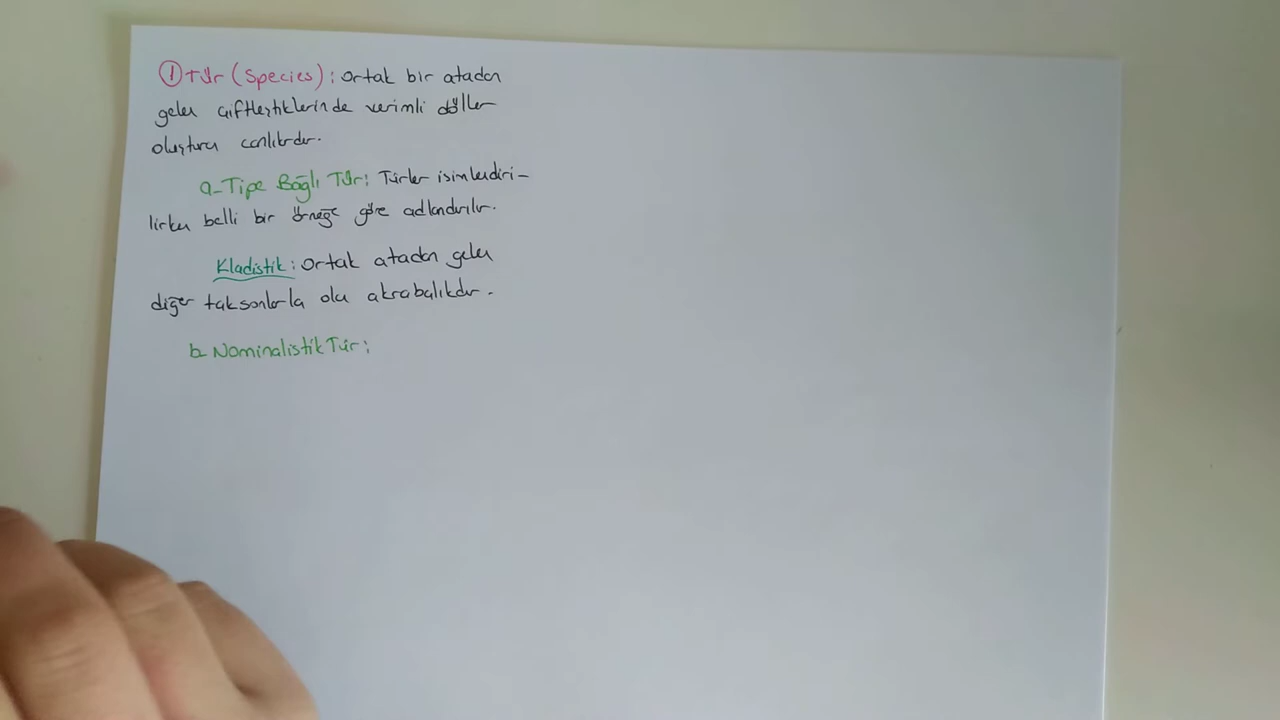 ① Tür (Species): Ortak bir atadan
gelen çiftleştiklerinde verimli döller
oluşturan canlılardır.
a-Tipe Bağlı Tür: Türler isimlendiri-
lirken belli bir örneğe göre adlandırılır.
Kladistik: Ortak atadan gelen
diğer taksonlarla olan akrabalıkdır.
b-Nominalistik Tür: